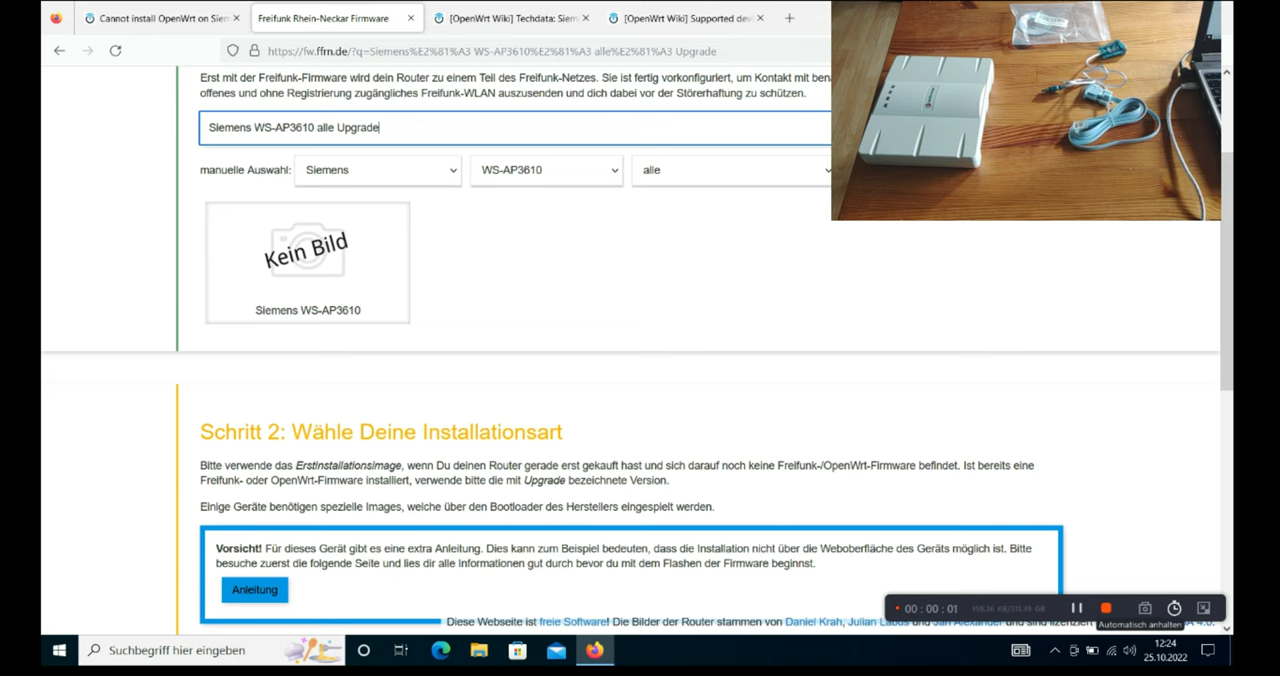 Cannot install OpenWrt on Siem
Freifunk Rhein-Neckar Firmware
[OpenWrt Wiki] Techdata: Siem
[OpenWrt Wiki] Supported dev
https://fw.ffrn.de/?q=Siemens%E2%81%A3 WS-AP3610%E2%81%A3 alle%E2%81%A3 Upgrade
Erst mit der Freifunk-Firmware wird dein Router zu einem Teil des Freifunk-Netzes. Sie ist fertig vorkonfiguriert, um Kontakt mit ben
offenes und ohne Registrierung zugängliches Freifunk-WLAN auszusenden und dich dabei vor der Störerhaftung zu schützen.
Siemens WS-AP3610 alle Upgrade
manuelle Auswahl: Siemens WS-AP3610 alle
Kein Bild
Siemens WS-AP3610
Schritt 2: Wähle Deine Installationsart
Bitte verwende das Erstinstallationsimage, wenn Du deinen Router gerade erst gekauft hast und sich darauf noch keine Freifunk-/OpenWrt-Firmware befindet. Ist bereits eine
Freifunk- oder OpenWrt-Firmware installiert, verwende bitte die mit Upgrade bezeichnete Version.
Einige Geräte benötigen spezielle Images, welche über den Bootloader des Herstellers eingespielt werden.
Vorsicht! Für dieses Gerät gibt es eine extra Anleitung. Dies kann zum Beispiel bedeuten, dass die Installation nicht über die Weboberfläche des Geräts möglich ist. Bitte
besuche zuerst die folgende Seite und lies dir alle Informationen gut durch bevor du mit dem Flashen der Firmware beginnst.
Anleitung
00 : 00 : 01
Diese Webseite ist freie Software! Die Bilder der Router stammen von Daniel Krah, Julian Labus und Jan Alexander und sind lizenziert
Automatisch anhalten
4.0.
Suchbegriff hier eingeben
12:24
25.10.2022